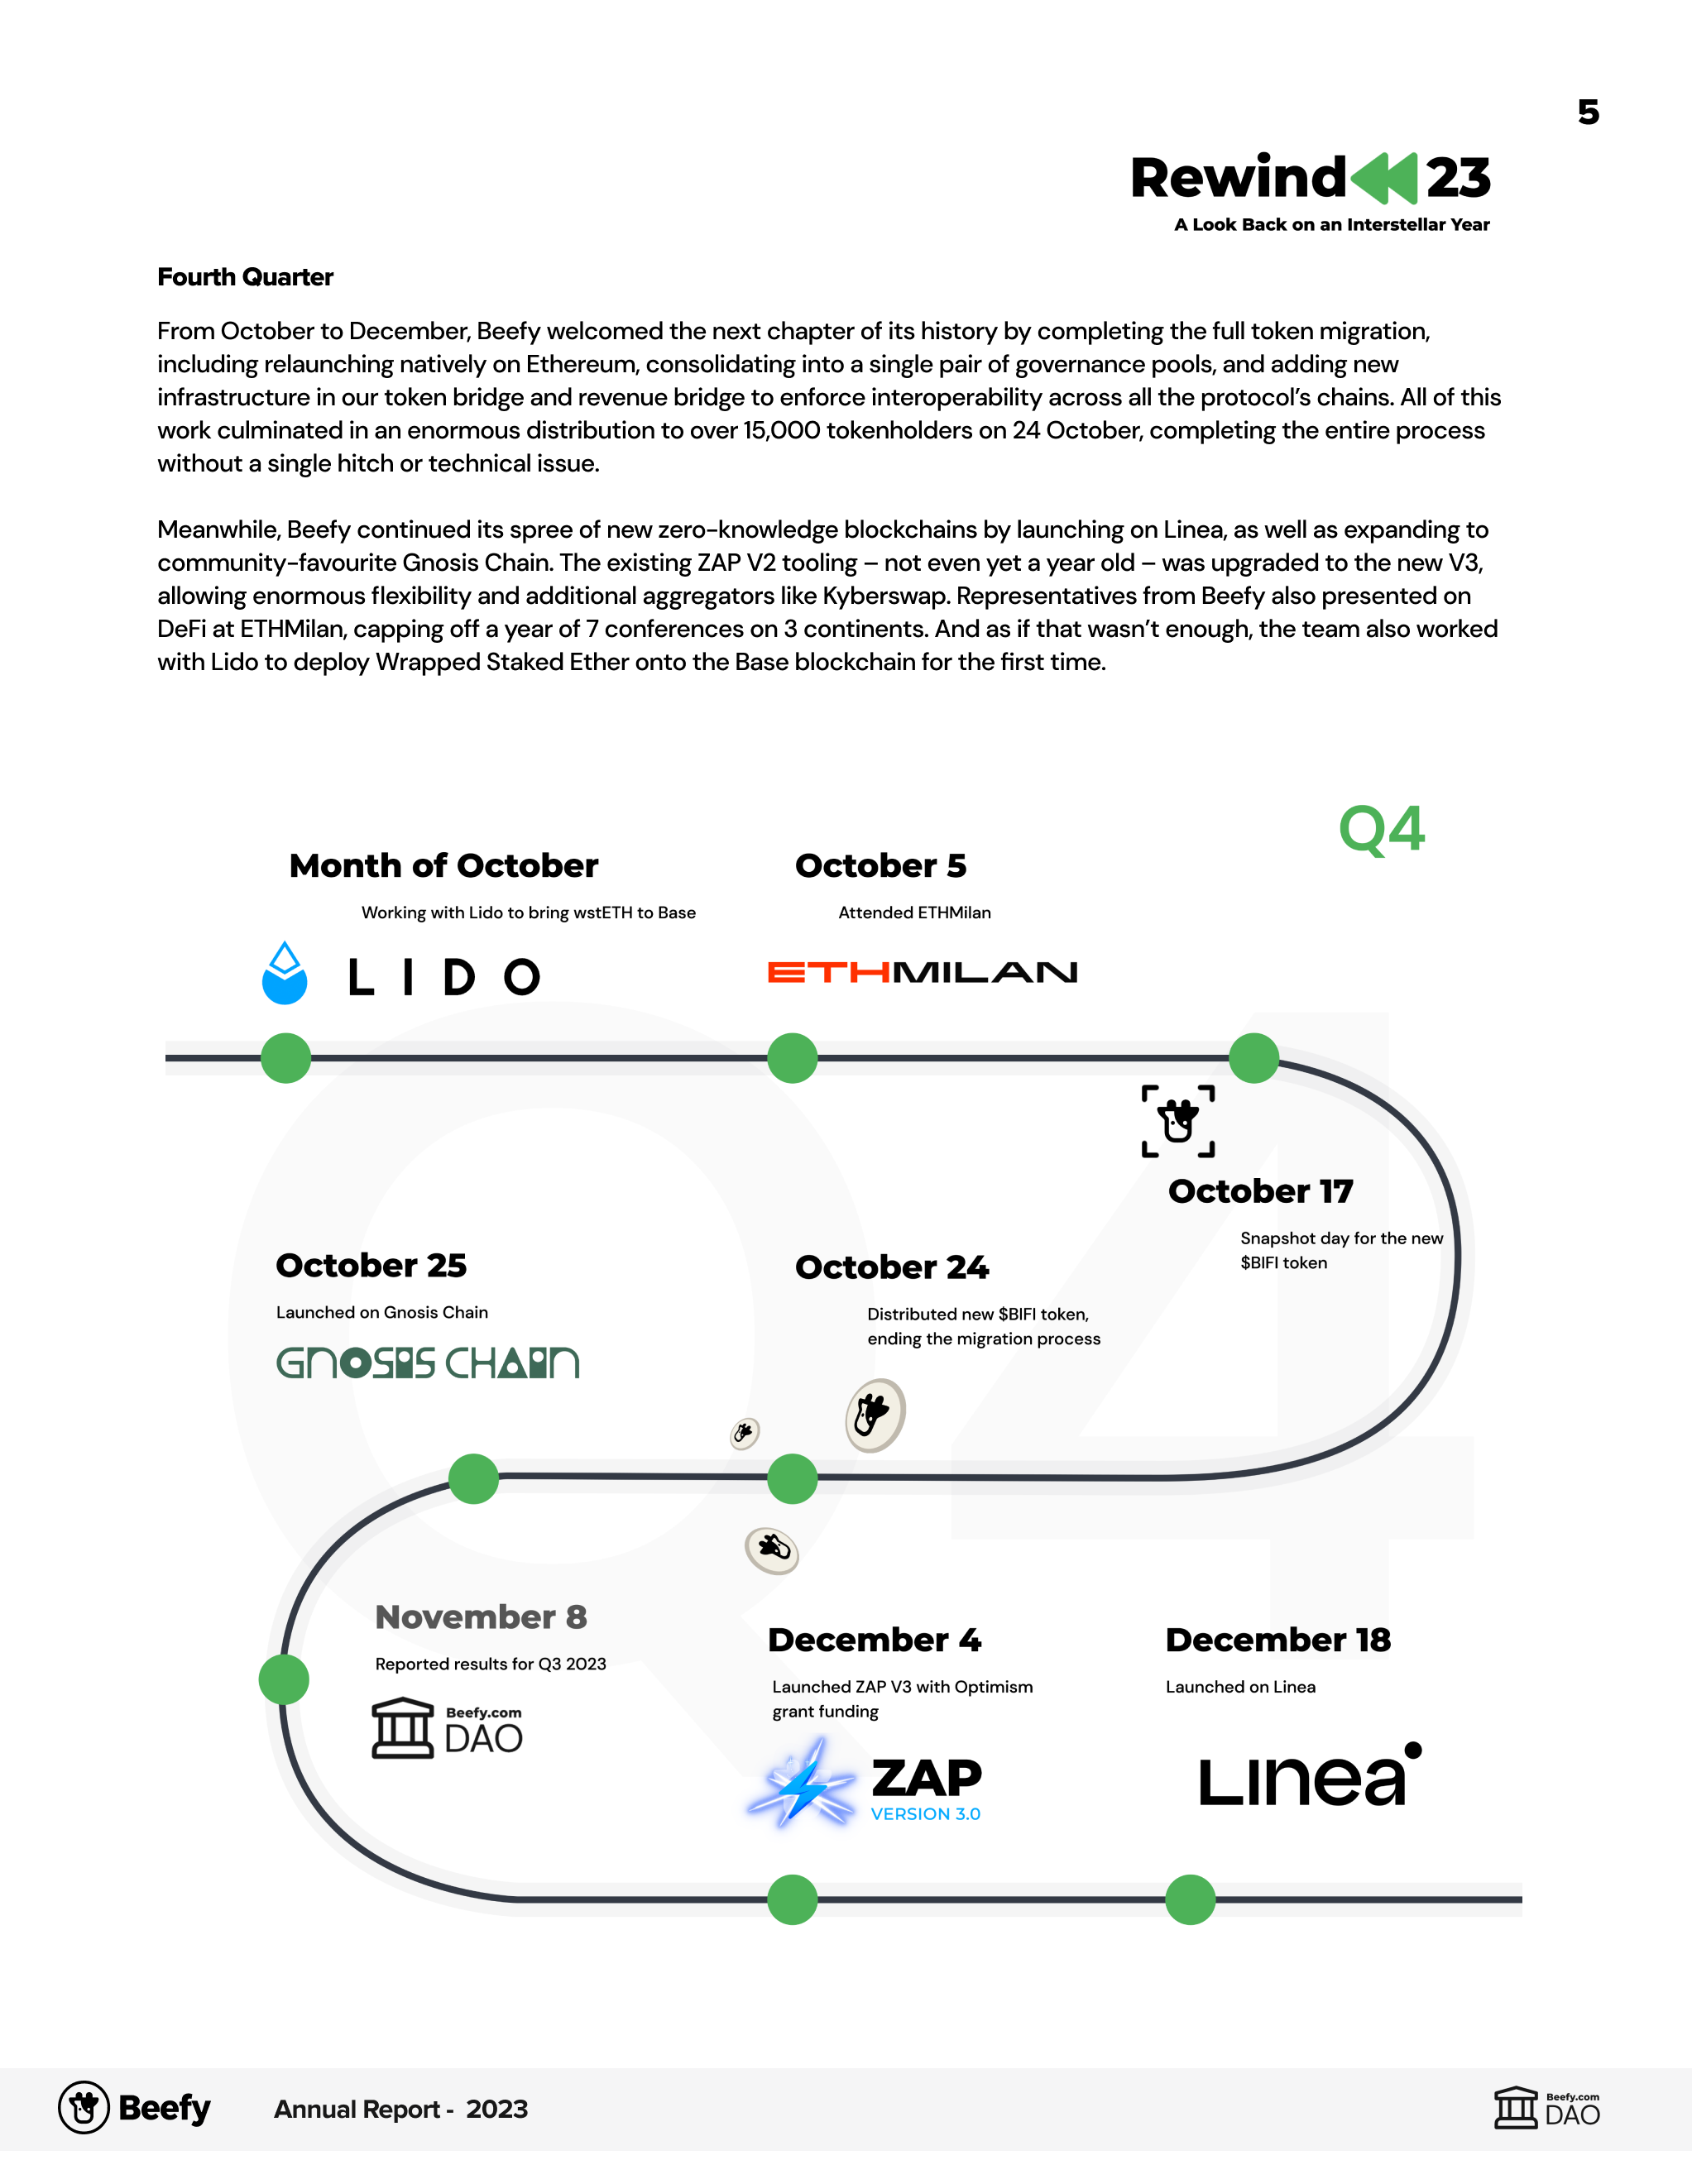 5
Rewind 23
A Look Back on an Interstellar Year
Fourth Quarter
From October to December, Beefy welcomed the next chapter of its history by completing the full token migration,
including relaunching natively on Ethereum, consolidating into a single pair of governance pools, and adding new
infrastructure in our token bridge and revenue bridge to enforce interoperability across all the protocol’s chains. All of this
work culminated in an enormous distribution to over 15,000 tokenholders on 24 October, completing the entire process
without a single hitch or technical issue.
Meanwhile, Beefy continued its spree of new zero-knowledge blockchains by launching on Linea, as well as expanding to
community-favourite Gnosis Chain. The existing ZAP V2 tooling – not even yet a year old – was upgraded to the new V3,
allowing enormous flexibility and additional aggregators like Kyberswap. Representatives from Beefy also presented on
DeFi at ETHMilan, capping off a year of 7 conferences on 3 continents. And as if that wasn’t enough, the team also worked
with Lido to deploy Wrapped Staked Ether onto the Base blockchain for the first time.
Q4
Month of October
Working with Lido to bring wstETH to Base
LIDO
October 5
Attended ETHMilan
ETHMILAN
October 17
Snapshot day for the new
$BIFI token
October 24
Distributed new $BIFI token,
ending the migration process
October 25
Launched on Gnosis Chain
GNOSIS CHAIN
Q4
November 8
Reported results for Q3 2023
Beefy.com
DAO
December 4
Launched ZAP V3 with Optimism
grant funding
ZAP
VERSION 3.0
December 18
Launched on Linea
Linea
Beefy
Annual Report - 2023
Beefy.com
DAO